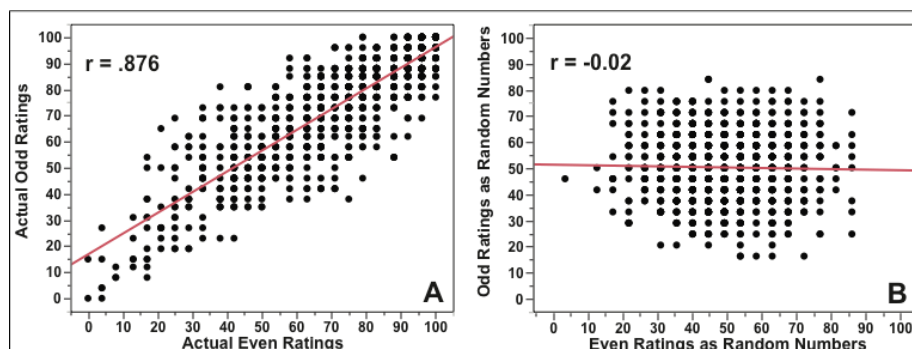 r = .876
Actual Odd Ratings
100
90
80
70
60
50
40
30
20
10
0
A
0 10 20 30 40 50 60 70 80 90 100
Actual Even Ratings
r = -0.02
Odd Ratings as Random Numbers
100
90
80
70
60
50
40
30
20
10
0
B
0 10 20 30 40 50 60 70 80 90 100
Even Ratings as Random Numbers